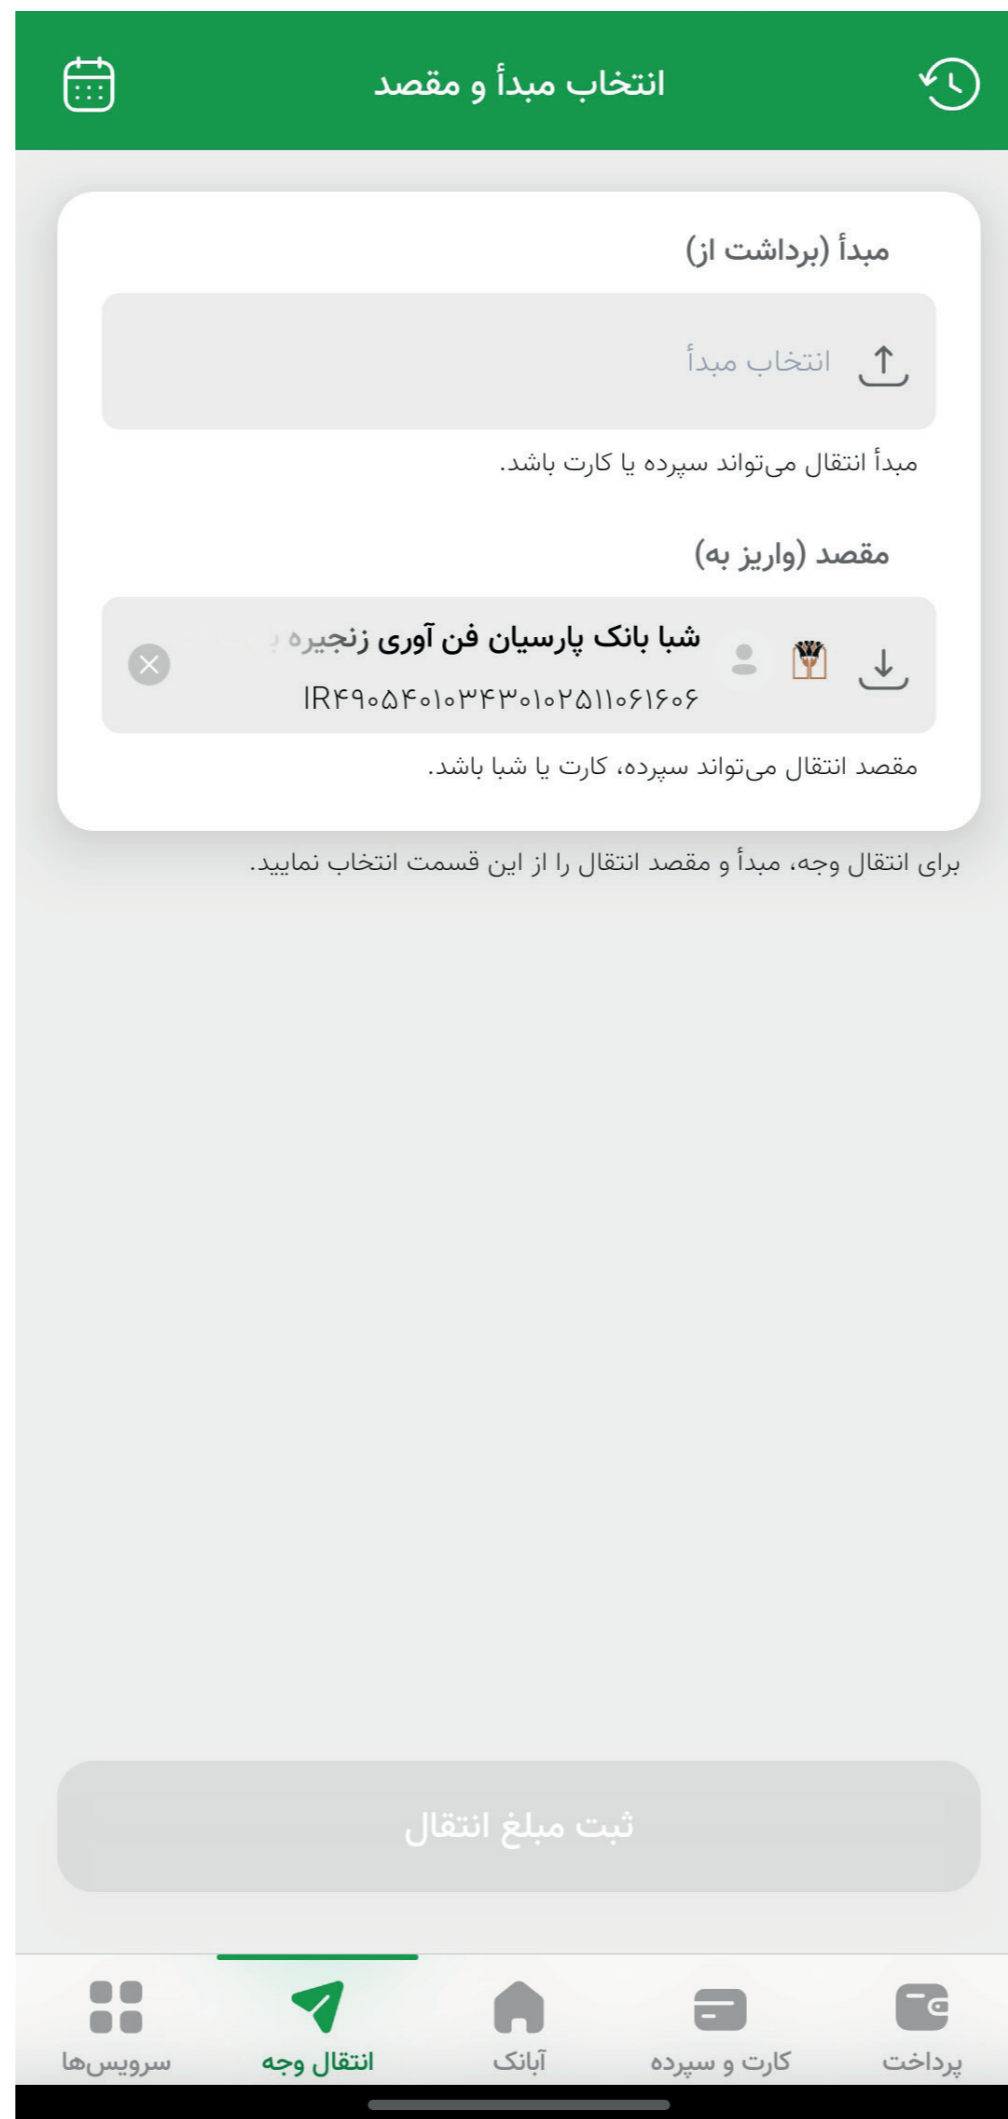 انتخاب مبدأ و مقصد
مبدأ (برداشت از)
انتخاب مبدأ
مبدأ انتقال می‌تواند سپرده یا کارت باشد.
مقصد (واریز به)
شبا بانک پارسیان فن آوری زنجیره
IR۴۹۰۵۴۰۱۰۳۴۳۰۱۰۲۵۱۱۰۶۱۶۰۶
مقصد انتقال می‌تواند سپرده، کارت یا شبا باشد.
برای انتقال وجه، مبدأ و مقصد انتقال را از این قسمت انتخاب نمایید.
ثبت مبلغ انتقال
پرداخت
کارت و سپرده
آبانک
انتقال وجه
سرویس‌ها